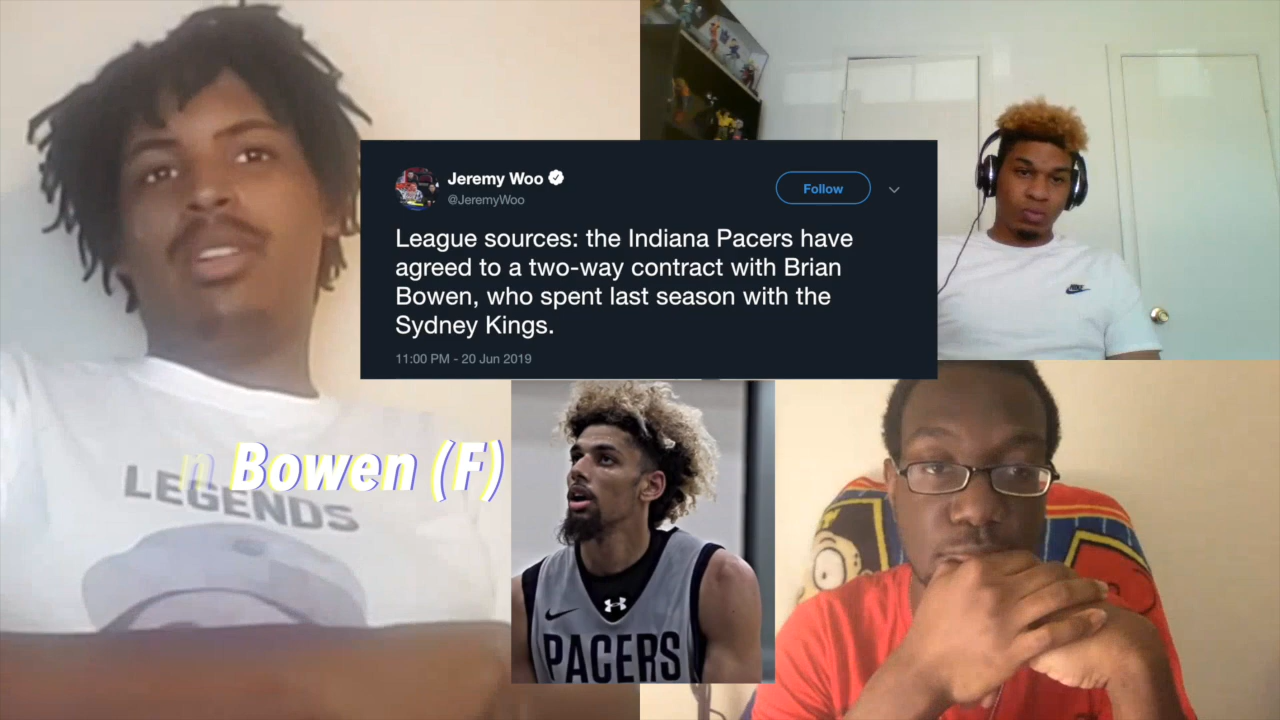 Jeremy Woo
@JeremyWoo
Follow
League sources: the Indiana Pacers have
agreed to a two-way contract with Brian
Bowen, who spent last season with the
Sydney Kings.
11:00 PM - 20 Jun 2019
n Bowen (F)
LEGENDS
PACERS